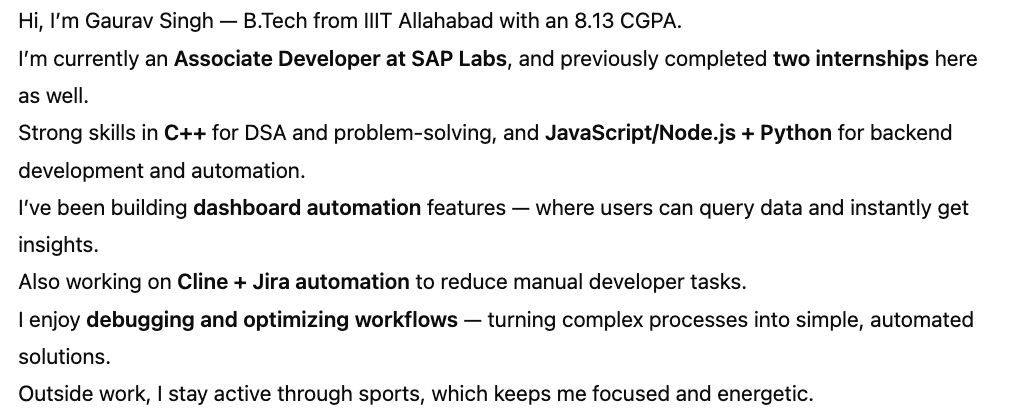 Hi, I’m Gaurav Singh — B.Tech from IIIT Allahabad with an 8.13 CGPA.
I’m currently an Associate Developer at SAP Labs, and previously completed two internships here
as well.
Strong skills in C++ for DSA and problem-solving, and JavaScript/Node.js + Python for backend
development and automation.
I’ve been building dashboard automation features — where users can query data and instantly get
insights.
Also working on Cline + Jira automation to reduce manual developer tasks.
I enjoy debugging and optimizing workflows — turning complex processes into simple, automated
solutions.
Outside work, I stay active through sports, which keeps me focused and energetic.